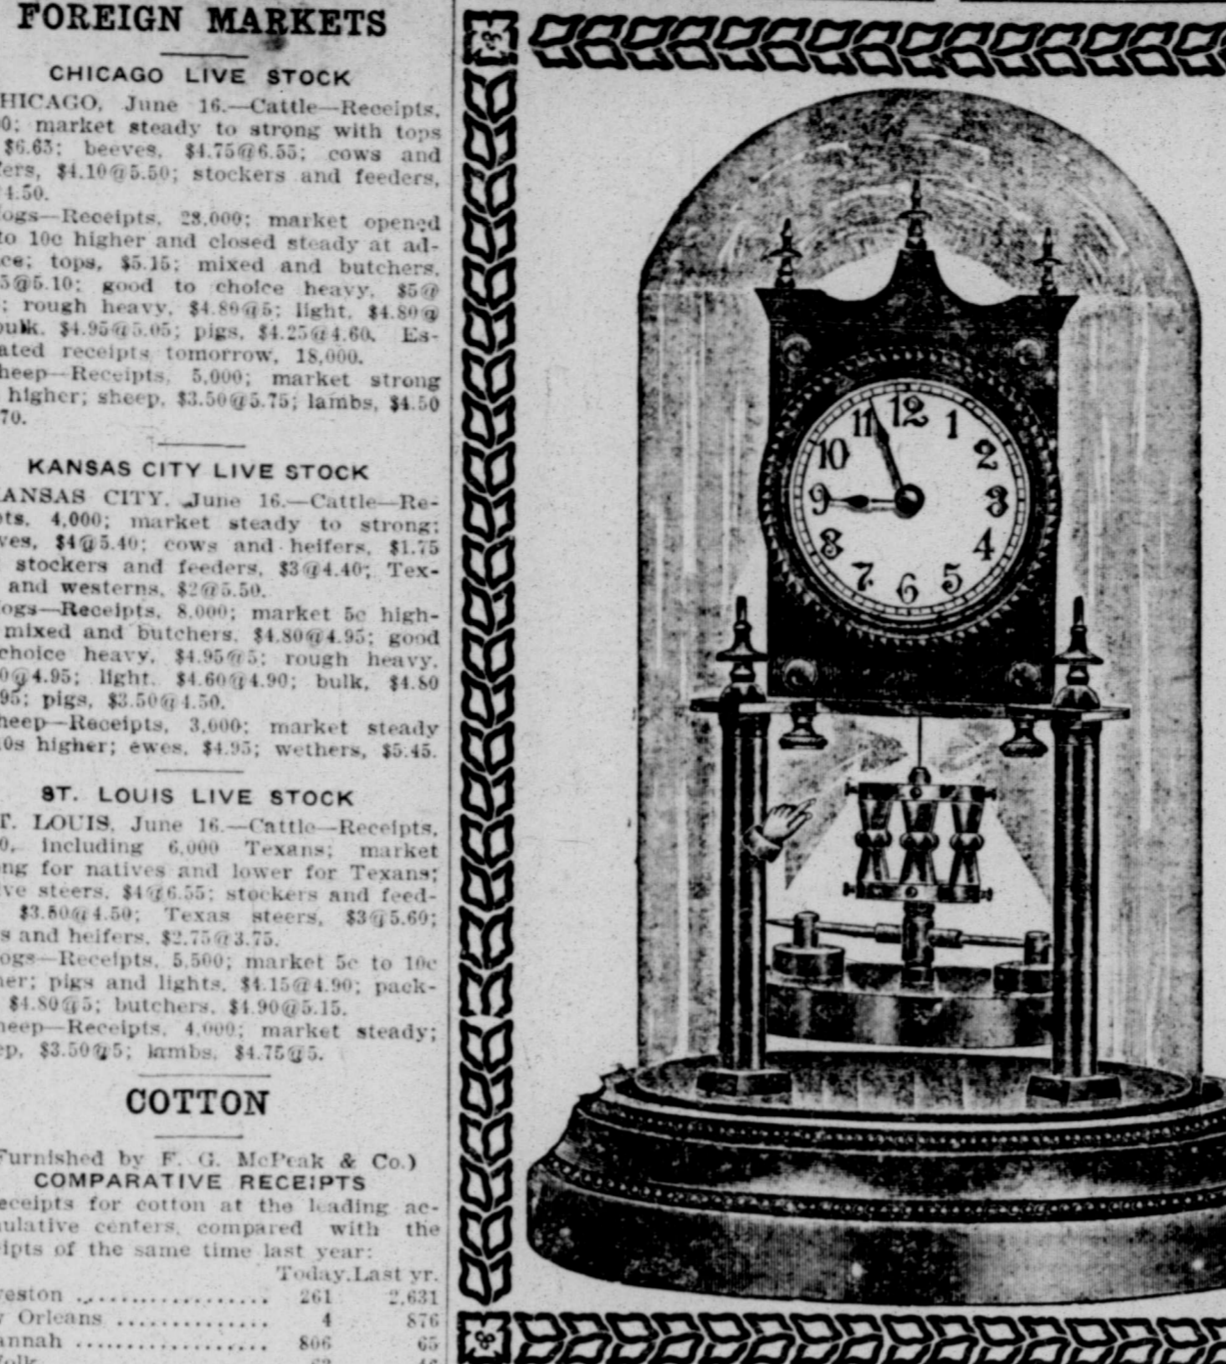 FOREIGN MARKETS
CHICAGO LIVE STOCK
HICAGO, June 16.—Cattle—Receipts,
0; market steady to strong with tops
$6.65; beeves, $4.75@6.55; cows and
ers, $4.10@5.50; stockers and feeders,
4.50.
ogs—Receipts, 28,000; market opened
to 10c higher and closed steady at ad-
ce; tops, $5.15; mixed and butchers,
5@5.10; good to choice heavy, $5@
; rough heavy, $4.80@5; light, $4.80@
bulk, $4.95@5.05; pigs, $4.25@4.60. Es-
ated receipts tomorrow, 18,000.
heep—Receipts, 5,000; market strong
higher; sheep, $3.50@5.75; lambs, $4.50
70.
KANSAS CITY LIVE STOCK
ANSAS CITY, June 16.—Cattle—Re-
ots, 4,000; market steady to strong;
ves, $4@5.40; cows and heifers, $1.75
stockers and feeders, $3@4.40; Tex-
and westerns, $2@5.50.
ogs—Receipts, 8,000; market 5c high-
mixed and butchers, $4.80@4.95; good
choice heavy, $4.95@5; rough heavy,
0@4.95; light, $4.60@4.90; bulk, $4.80
95; pigs, $3.50@4.50.
heep—Receipts, 3,000; market steady
0s higher; ewes, $4.95; wethers, $5.45.
ST. LOUIS LIVE STOCK
T. LOUIS, June 16.—Cattle—Receipts,
0, including 6,000 Texans; market
ng for natives and lower for Texans;
ve steers, $4@6.55; stockers and feed-
$3.80@4.50; Texas steers, $3@5.60;
s and heifers, $2.75@3.75.
ogs—Receipts, 5,500; market 5c to 10c
her; pigs and lights, $4.15@4.90; pack-
$4.80@5; butchers, $4.90@5.15.
heep—Receipts, 4,000; market steady;
ep, $3.50@5; lambs, $4.75@5.
COTTON
Furnished by F. G. McPeak & Co.)
COMPARATIVE RECEIPTS
eceipts for cotton at the leading ac-
ulative centers, compared with the
ipts of the same time last year:
Today. Last yr.
eston .................. 261 2,631
Orleans .............. 4 876
annah .................. 806 65
12
1
2
3
4
5
6
7
8
9
10
11